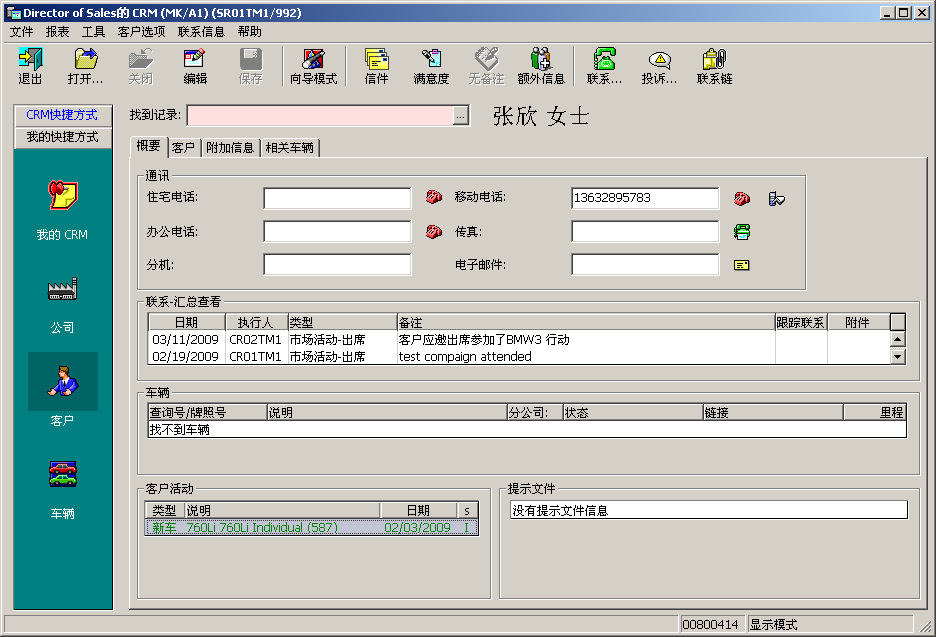 Director of Sales的 CRM (MK/A1) (SR01TM1/992)
文件 报表 工具 客户选项 联系信息 帮助
退出 打开... 关闭 编辑 保存 向导模式 信件 满意度 无备注 额外信息 联系... 投诉... 联系链
CRM快捷方式
我的快捷方式
我的 CRM
公司
客户
车辆
找到记录: ... 张欣 女士
概要 客户 附加信息 相关车辆
通讯
住宅电话: 移动电话: 13632895783
办公电话: 传真:
分机: 电子邮件:
联系-汇总查看
日期 执行人 类型 备注 跟踪联系 附件
03/11/2009 CR02TM1 市场活动-出席 客户应邀出席参加了BMW3 行动
02/19/2009 CR01TM1 市场活动-出席 test compaign attended
车辆
查询号/牌照号 说明 分公司: 状态 链接 里程
找不到车辆
客户活动
类型 说明 日期 s
新车 760Li 760Li Individual (587) 02/03/2009 I
提示文件
没有提示文件信息
00800414 显示模式